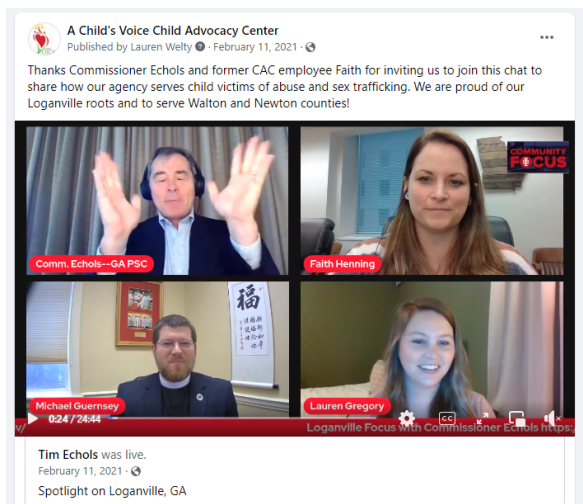 A Child's Voice Child Advocacy Center
Published by Lauren Welty · February 11, 2021 ·
Thanks Commissioner Echols and former CAC employee Faith for inviting us to join this chat to
share how our agency serves child victims of abuse and sex trafficking. We are proud of our
Loganville roots and to serve Walton and Newton counties!
COMMUNITY
FOCUS
Comm. Echols--GA PSC
Faith Henning
福
Michael Guernsey
Lauren Gregory
0:24 / 24:44
CC
v/
Loganville Focus with Commissioner Echols https:/
Tim Echols was live.
February 11, 2021 ·
Spotlight on Loganville, GA